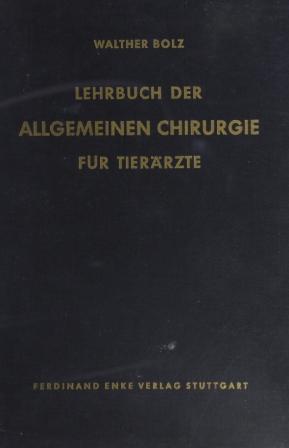 WALTHER BOLZ
LEHRBUCH DER
ALLGEMEINEN CHIRURGIE
FÜR TIERÄRZTE
FERDINAND ENKE VERLAG STUTTGART